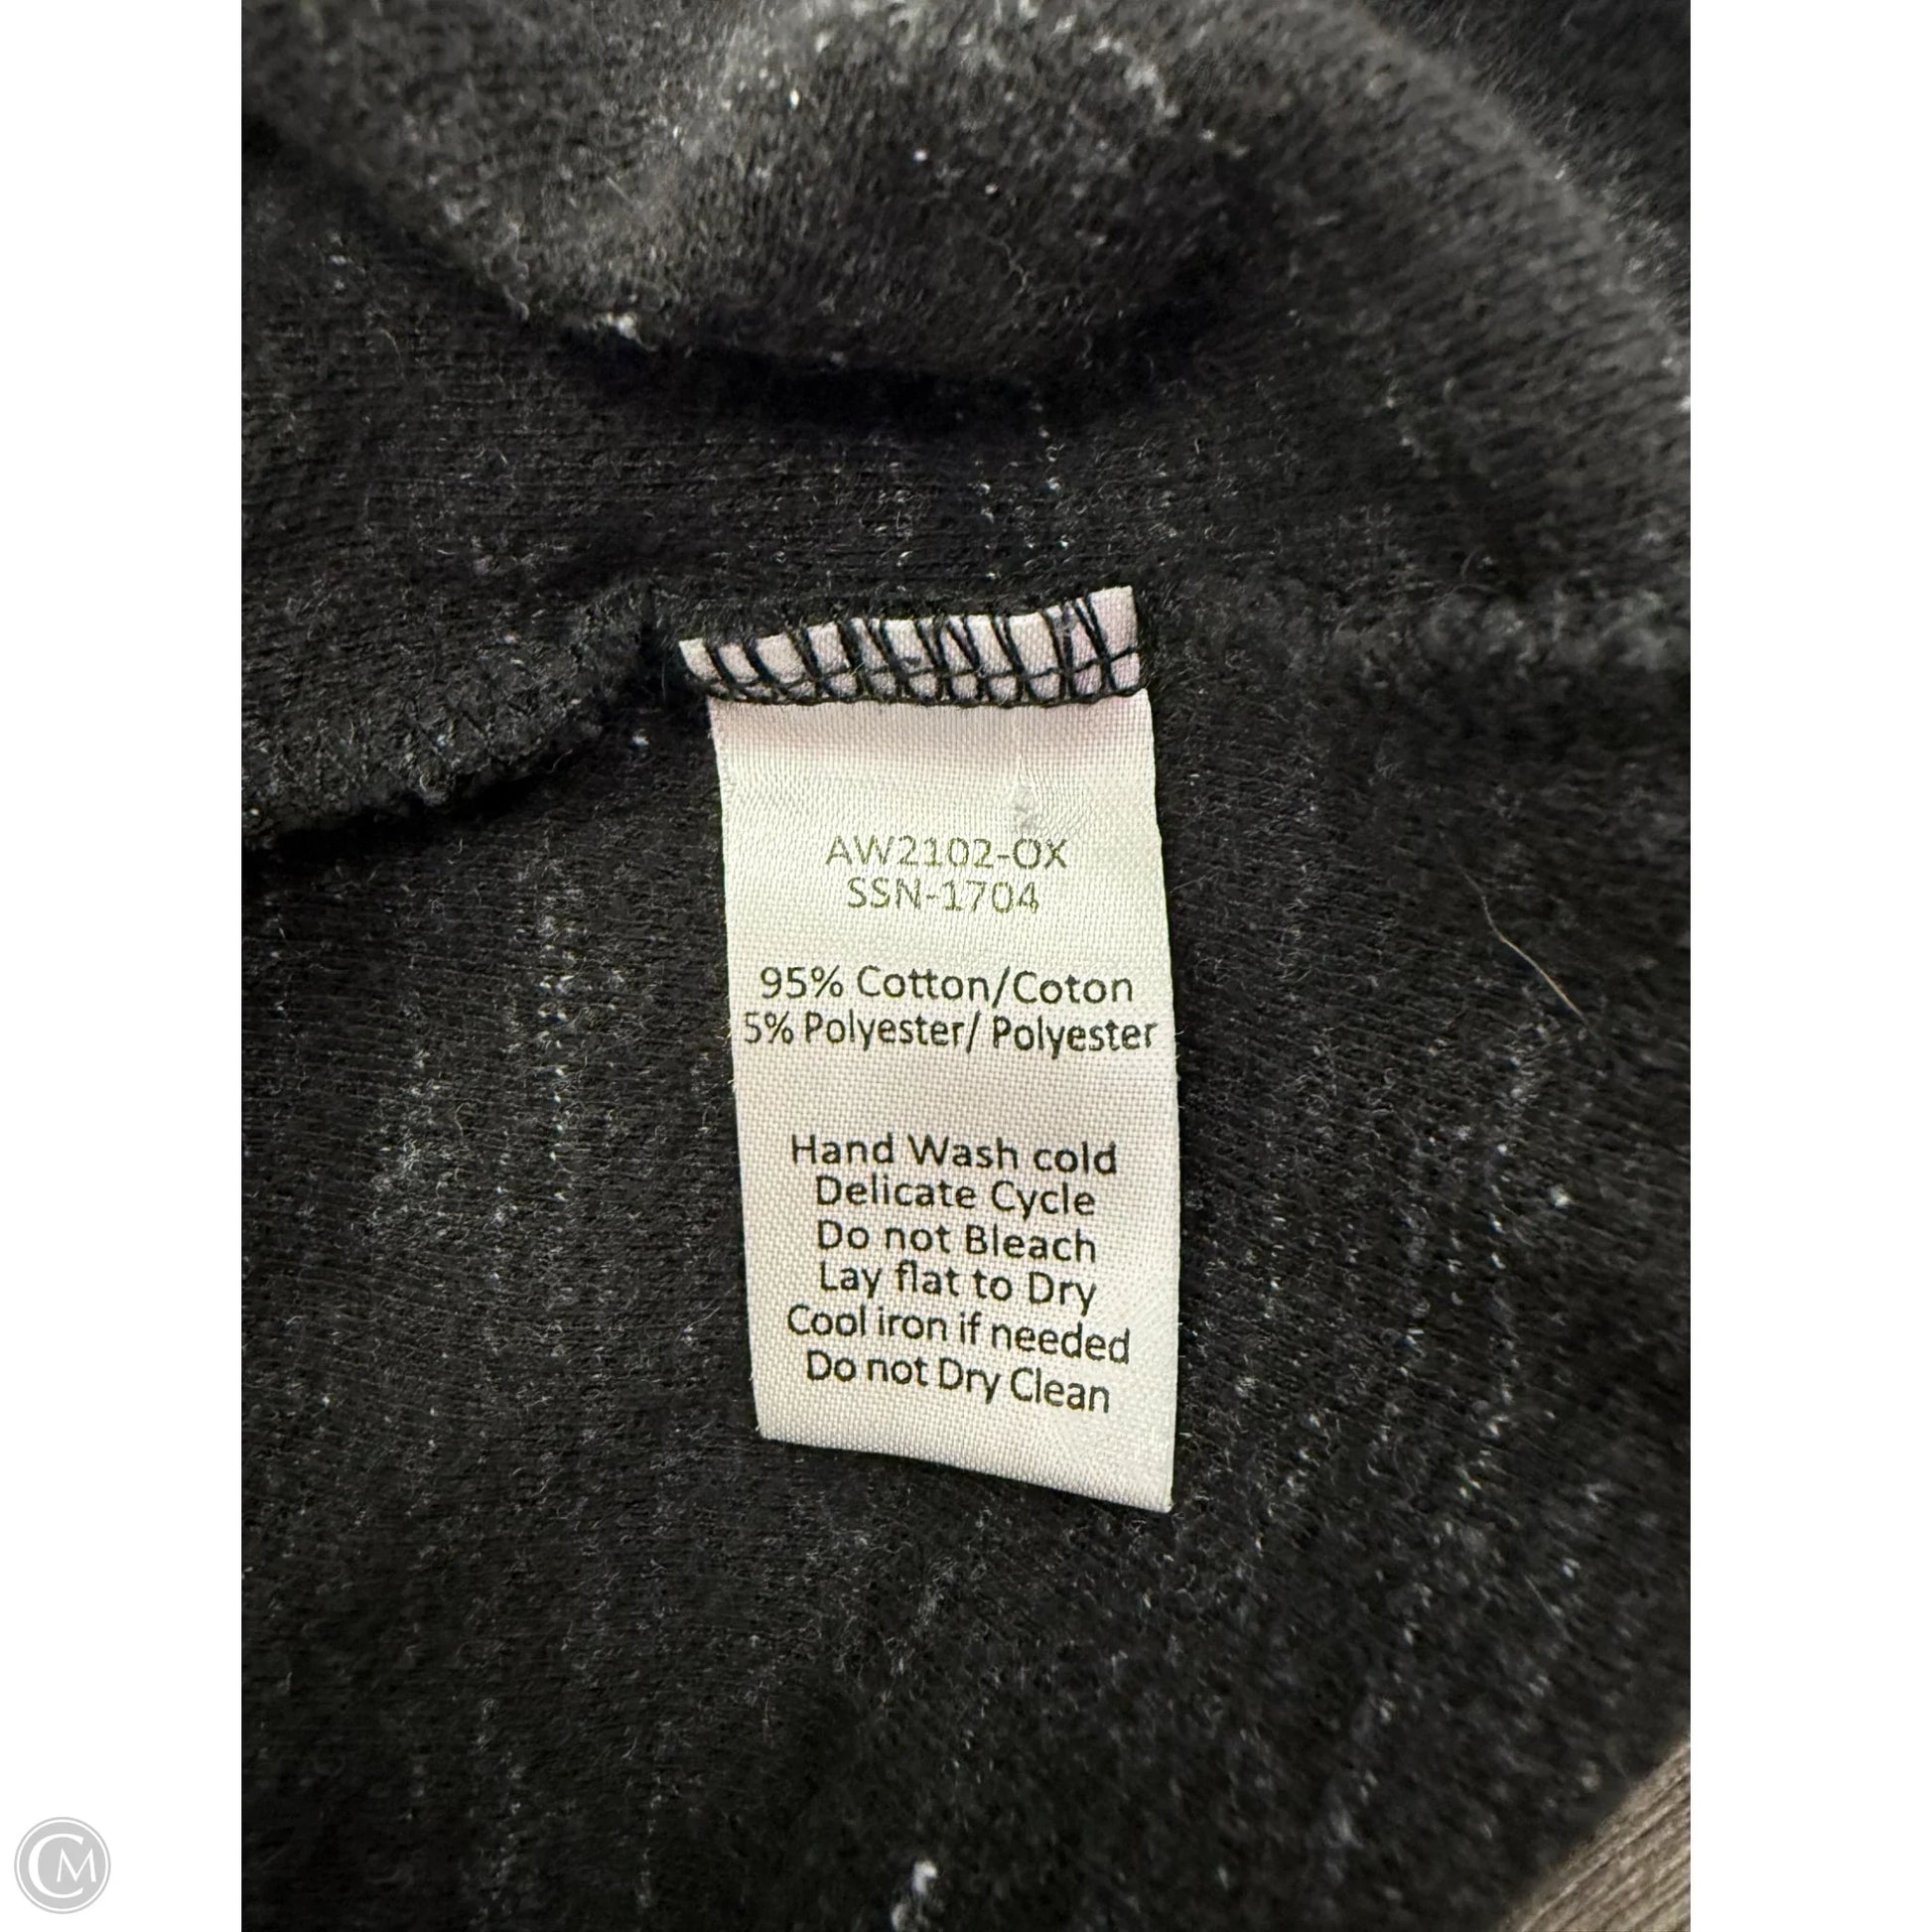 AW2102-OX
SSN-1704
95% Cotton/Coton
5% Polyester/ Polyester
Hand Wash cold
Delicate Cycle
Do not Bleach
Lay flat to Dry
Cool iron if needed
Do not Dry Clean
CM